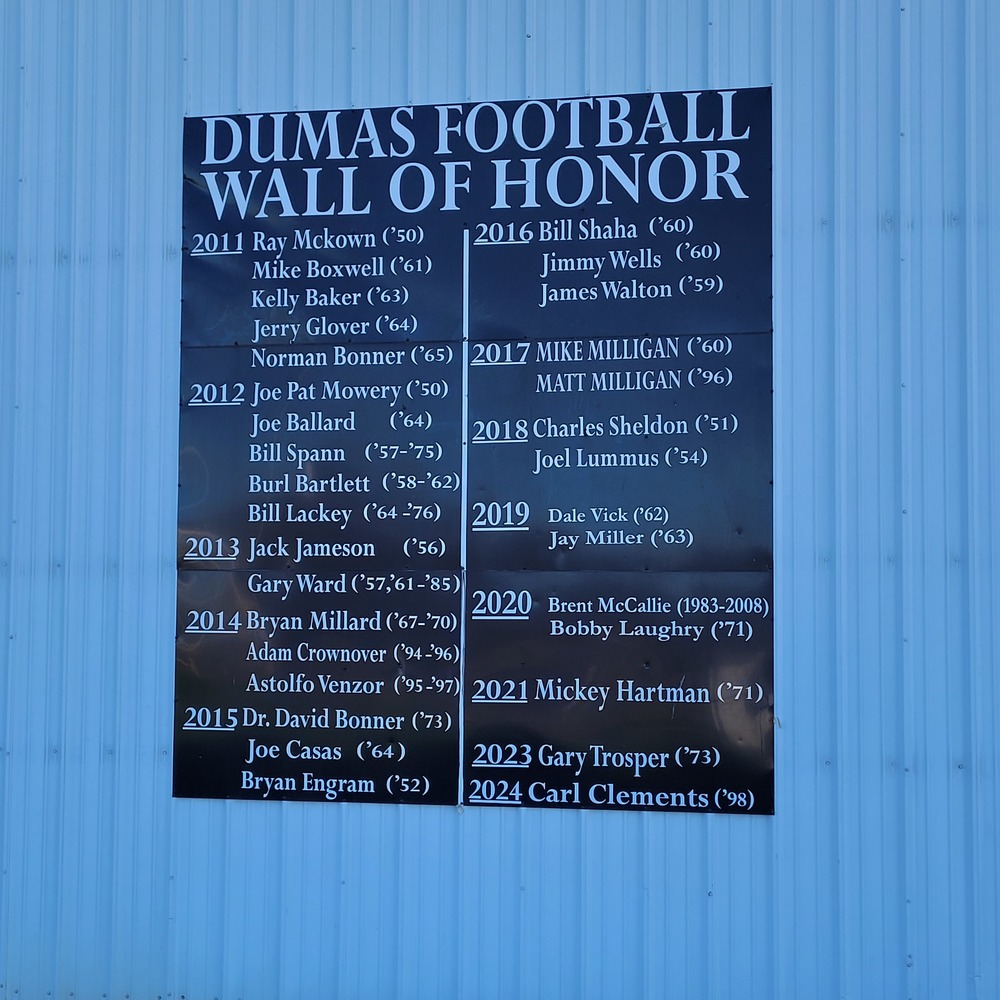 DUMAS FOOTBALL
WALL OF HONOR
2011 Ray Mckown ('50)
Mike Boxwell ('61)
Kelly Baker ('63)
Jerry Glover ('64)
Norman Bonner ('65)
2012 Joe Pat Mowery ('50)
Joe Ballard ('64)
Bill Spann ('57-'75)
Burl Bartlett ('58-'62)
Bill Lackey ('64-'76)
2013 Jack Jameson ('56)
Gary Ward ('57,'61-'85)
2014 Bryan Millard ('67-'70)
Adam Crownover ('94-'96)
Astolfo Venzor ('95-'97)
2015 Dr. David Bonner ('73)
Joe Casas ('64)
Bryan Engram ('52)
2016 Bill Shaha ('60)
Jimmy Wells ('60)
James Walton ('59)
2017 MIKE MILLIGAN ('60)
MATT MILLIGAN ('96)
2018 Charles Sheldon ('51)
Joel Lummus ('54)
2019 Dale Vick ('62)
Jay Miller ('63)
2020 Brent McCallie (1983-2008)
Bobby Laughry ('71)
2021 Mickey Hartman ('71)
2023 Gary Trosper ('73)
2024 Carl Clements ('98)